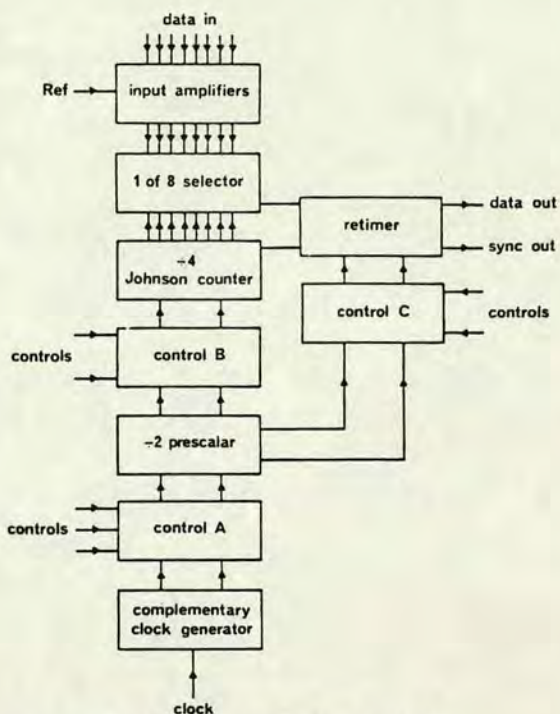 data in
Ref
input amplifiers
1 of 8 selector
data out
retimer
sync out
÷4
Johnson counter
control C
controls
controls
control B
÷2 prescalar
controls
control A
complementary
clock generator
clock